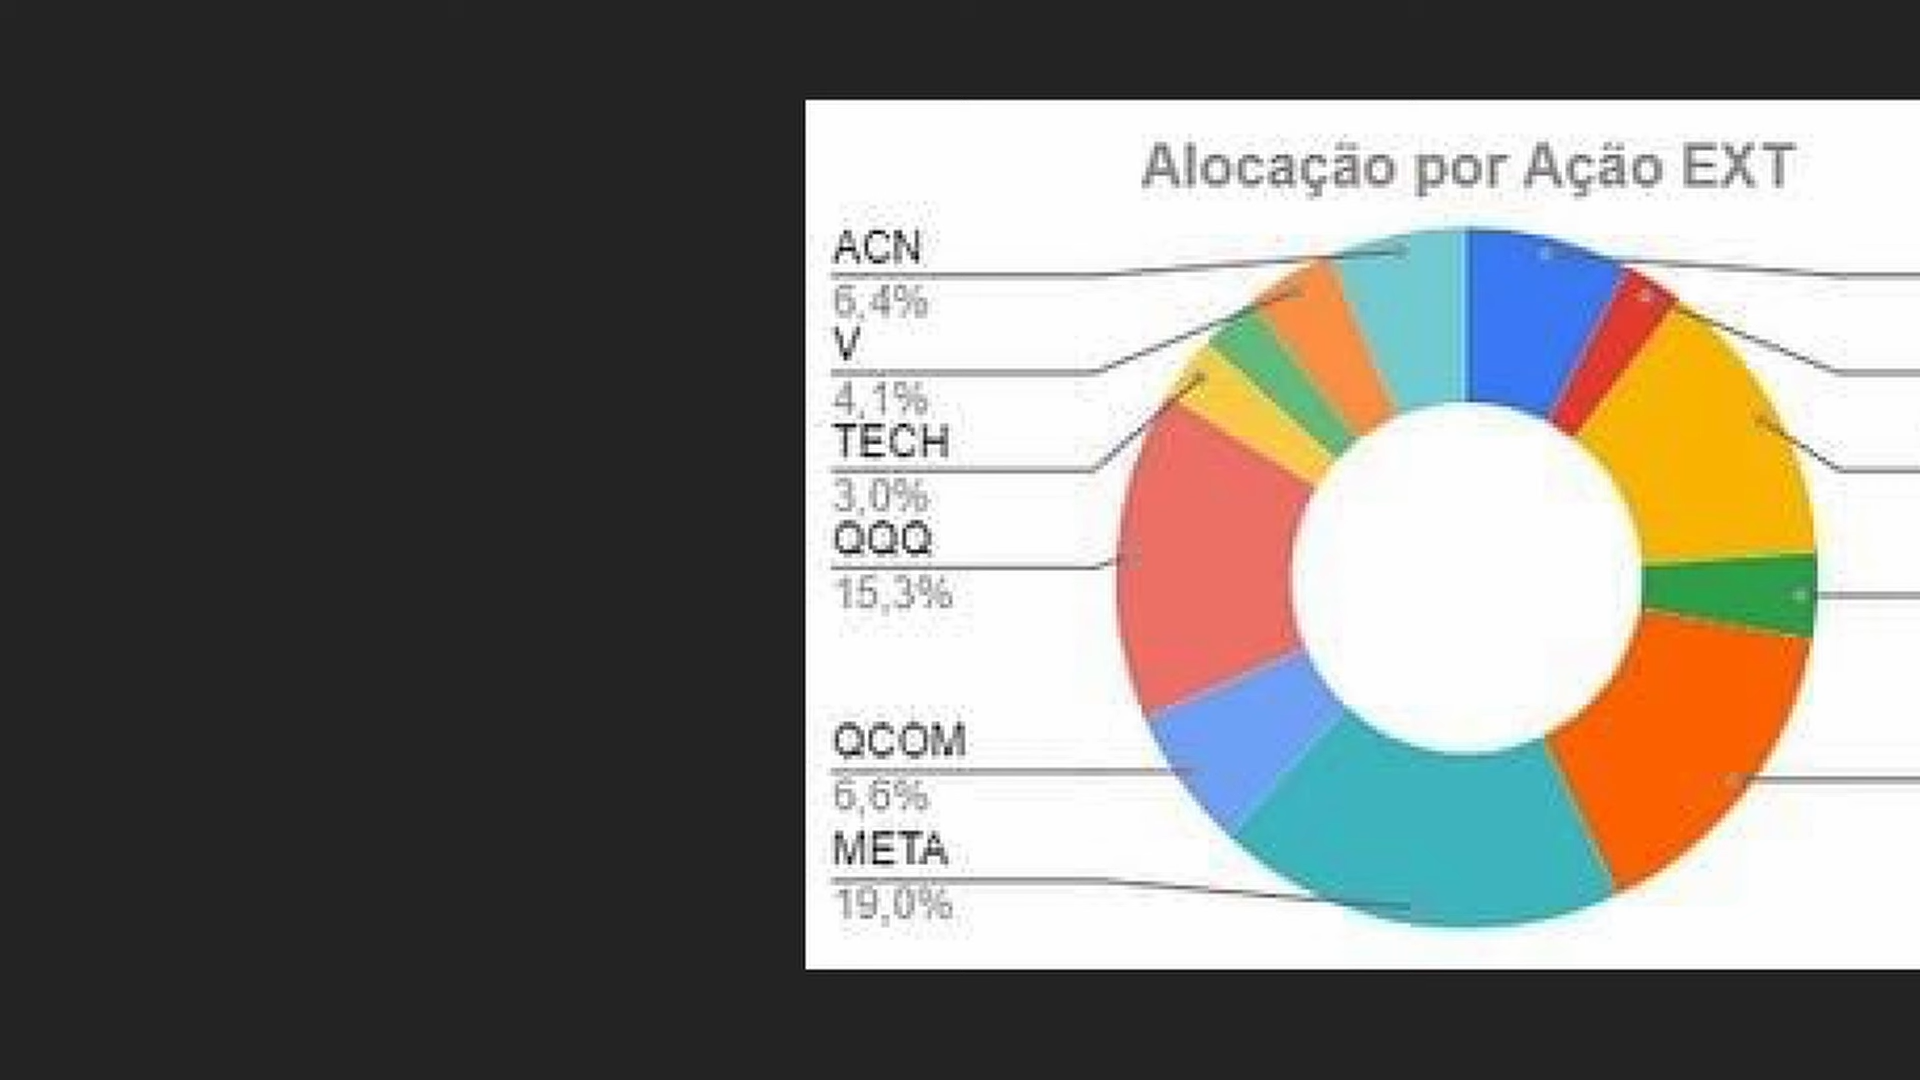 Alocação por Ação EXT
ACN
6,4%
V
4,1%
TECH
3,0%
QQQ
15,3%
QCOM
6,6%
META
19,0%